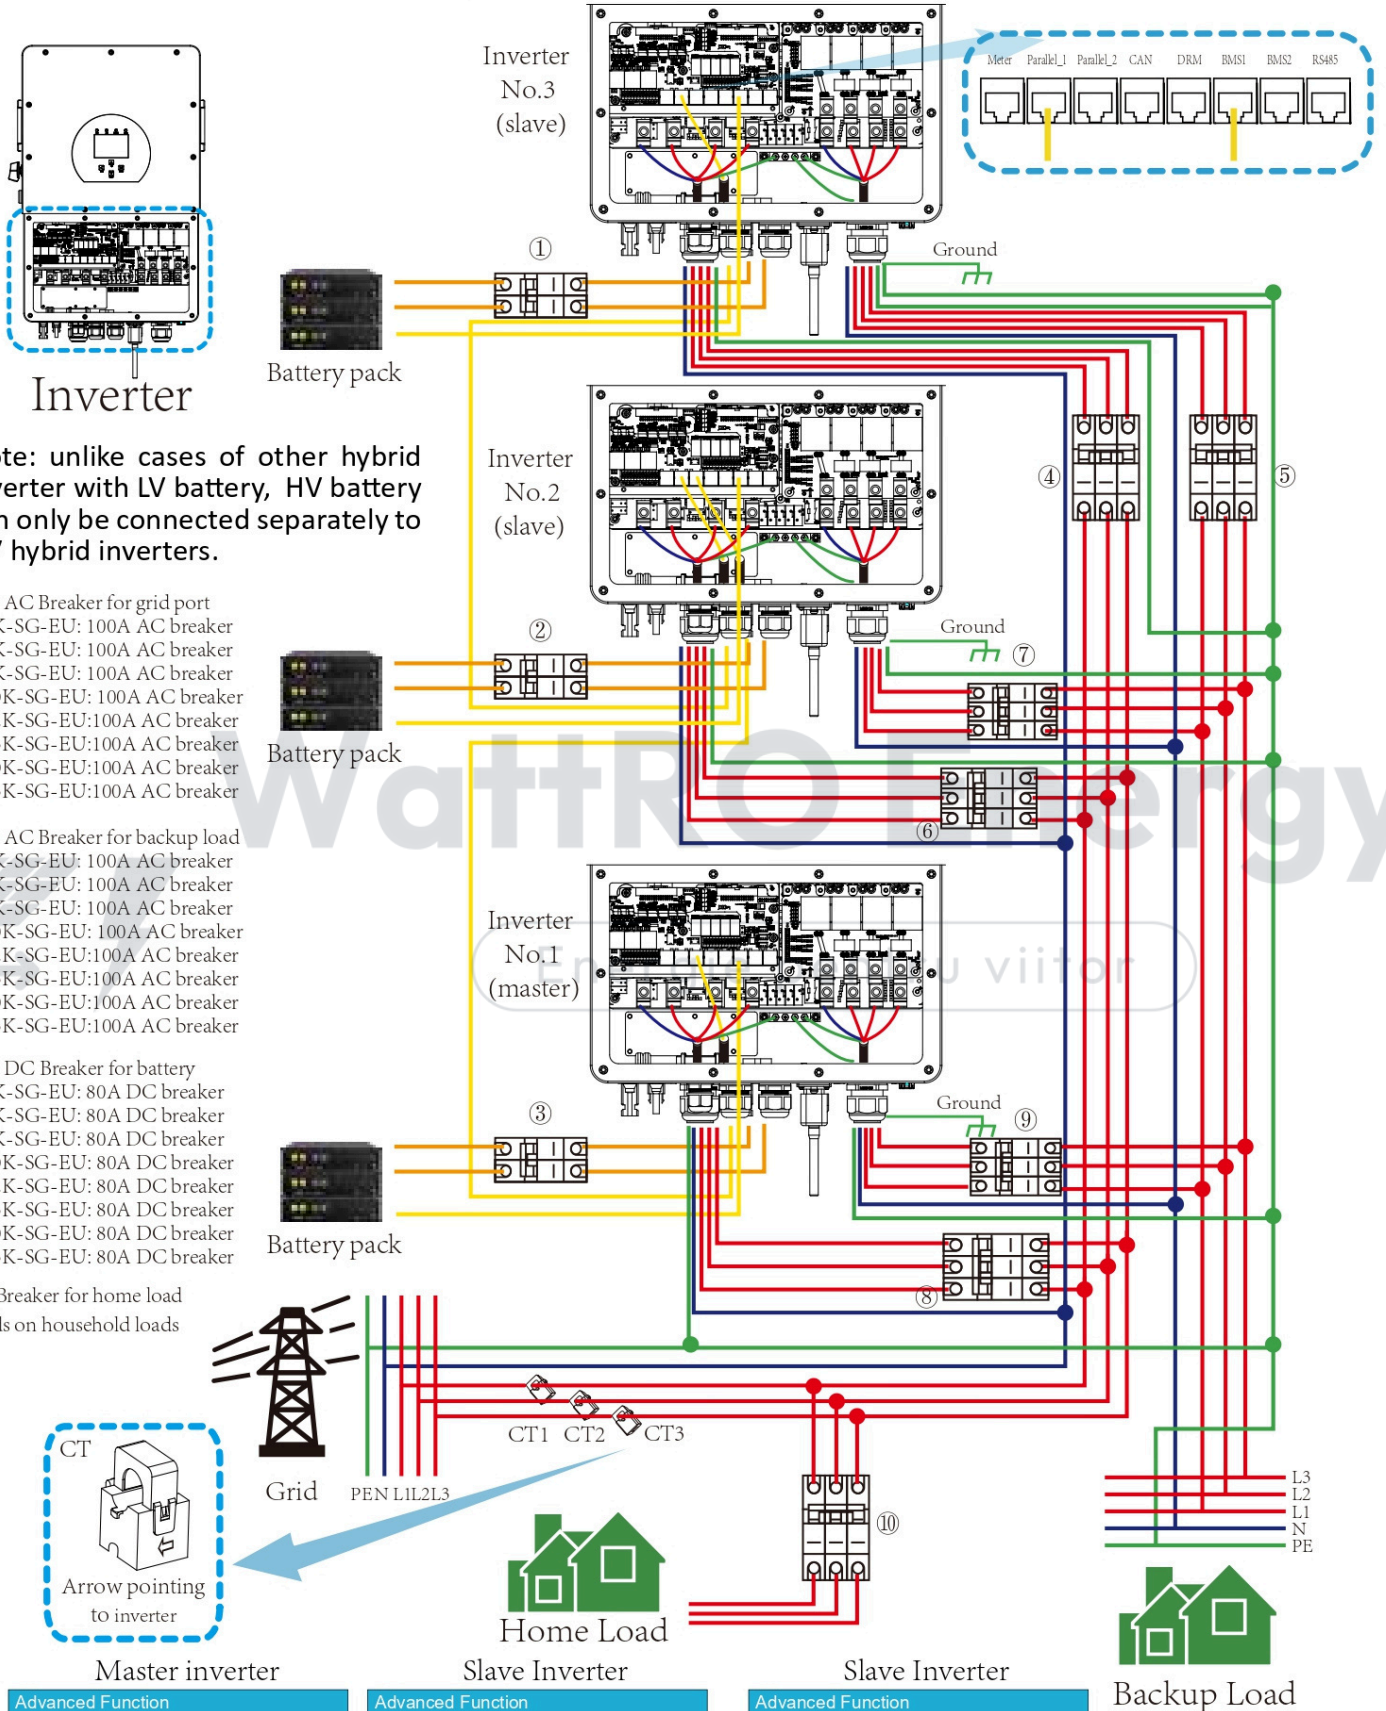 Inverter
No.3
(slave)
Meter Parallel_1 Parallel_2 CAN DRM BMS1 BMS2 RS485
①
Ground
Battery pack
Inverter
unlike cases of other hybrid
with LV battery, HV battery
only be connected separately to
hybrid inverters.
Inverter
No.2
(slave)
④
⑤
AC Breaker for grid port
K-SG-EU: 100A AC breaker
K-SG-EU: 100A AC breaker
K-SG-EU: 100A AC breaker
K-SG-EU: 100A AC breaker
K-SG-EU:100A AC breaker
K-SG-EU:100A AC breaker
K-SG-EU:100A AC breaker
K-SG-EU:100A AC breaker
②
Ground
⑦
Battery pack
WattRO Energy
⑥
AC Breaker for backup load
K-SG-EU: 100A AC breaker
K-SG-EU: 100A AC breaker
K-SG-EU: 100A AC breaker
K-SG-EU: 100A AC breaker
K-SG-EU:100A AC breaker
K-SG-EU:100A AC breaker
K-SG-EU:100A AC breaker
K-SG-EU:100A AC breaker
Inverter
No.1
(master)
viitor
DC Breaker for battery
K-SG-EU: 80A DC breaker
K-SG-EU: 80A DC breaker
K-SG-EU: 80A DC breaker
K-SG-EU: 80A DC breaker
K-SG-EU: 80A DC breaker
K-SG-EU: 80A DC breaker
K-SG-EU: 80A DC breaker
K-SG-EU: 80A DC breaker
③
Ground
⑨
Battery pack
⑧
Breaker for home load
on household loads
CT1 CT2 CT3
Grid
PE N L1 L2 L3
CT
Arrow pointing
to inverter
⑩
Home Load
L3
L2
L1
N
PE
Backup Load
Master inverter
Slave Inverter
Slave Inverter
Advanced Function
Advanced Function
Advanced Function